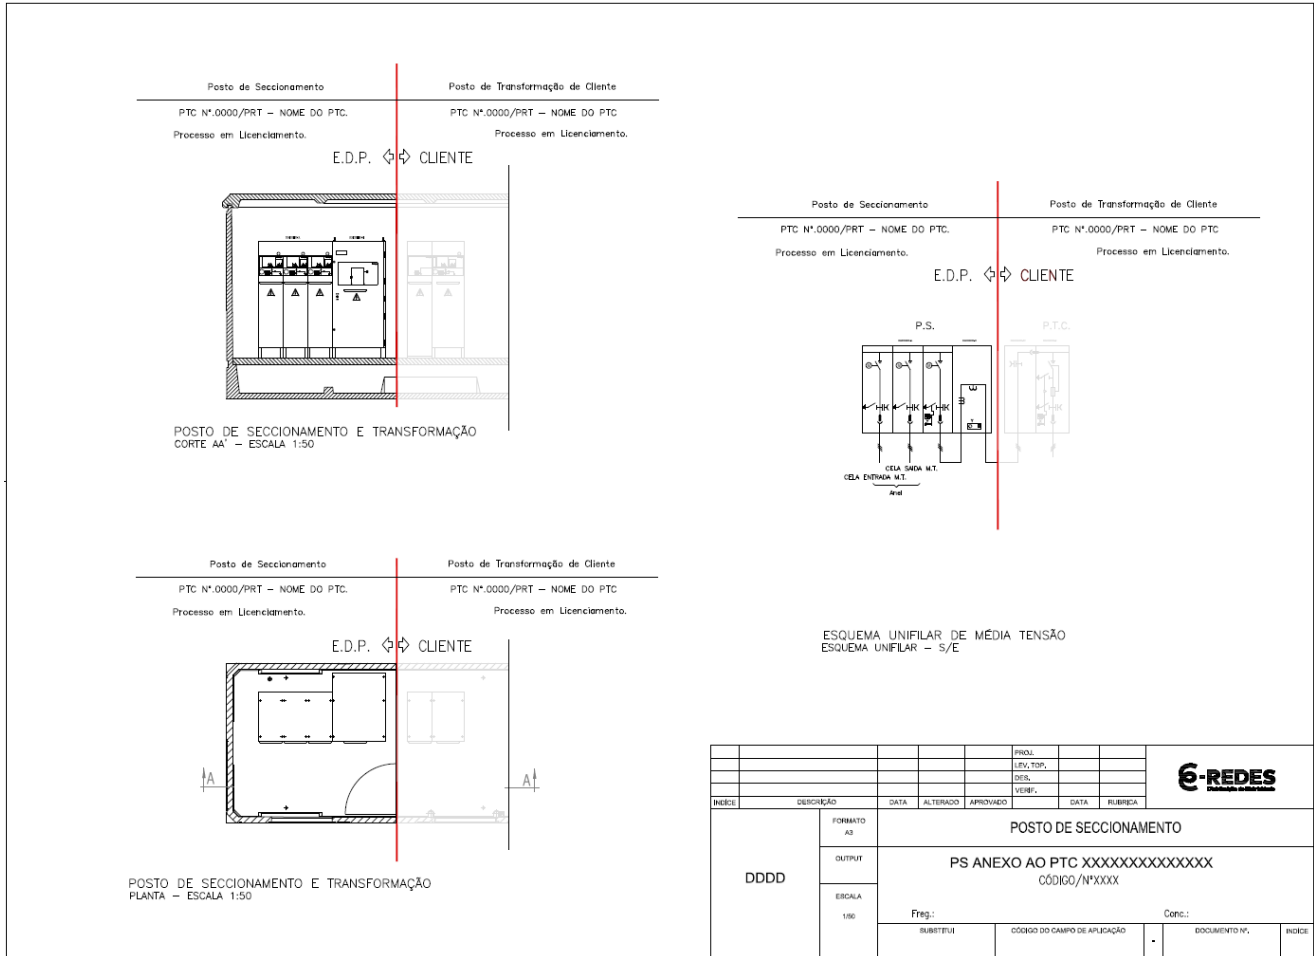 Posto de Seccionamento
Posto de Transformação de Cliente
PTC Nº.0000/PRT – NOME DO PTC.
PTC Nº.0000/PRT – NOME DO PTC
Processo em Licenciamento.
Processo em Licenciamento.
E.D.P. CLIENTE
POSTO DE SECCIONAMENTO E TRANSFORMAÇÃO
CORTE AA' – ESCALA 1:50
Posto de Seccionamento
Posto de Transformação de Cliente
PTC Nº.0000/PRT – NOME DO PTC.
PTC Nº.0000/PRT – NOME DO PTC
Processo em Licenciamento.
Processo em Licenciamento.
E.D.P. CLIENTE
P.S.
P.T.C.
CELA SAIDA M.T.
CELA ENTRADA M.T.
Anel
ESQUEMA UNIFILAR DE MÉDIA TENSÃO
ESQUEMA UNIFILAR – S/E
Posto de Seccionamento
Posto de Transformação de Cliente
PTC Nº.0000/PRT – NOME DO PTC.
PTC Nº.0000/PRT – NOME DO PTC
Processo em Licenciamento.
Processo em Licenciamento.
E.D.P. CLIENTE
A
A
POSTO DE SECCIONAMENTO E TRANSFORMAÇÃO
PLANTA – ESCALA 1:50
PROJ.
LEV. TOP.
DES.
VERIF.
INDÍCE
DESCRIÇÃO
DATA
ALTERADO
APROVADO
DATA
RUBRICA
E-REDES
Distribuição de Eletricidade
DDDD
FORMATO
A3
OUTPUT
ESCALA
1/50
POSTO DE SECCIONAMENTO
PS ANEXO AO PTC XXXXXXXXXXXXXX
CÓDIGO/NºXXXX
Freg.:
Conc.:
SUBSTITUI
CÓDIGO DO CAMPO DE APLICAÇÃO
-
DOCUMENTO Nº.
INDÍCE